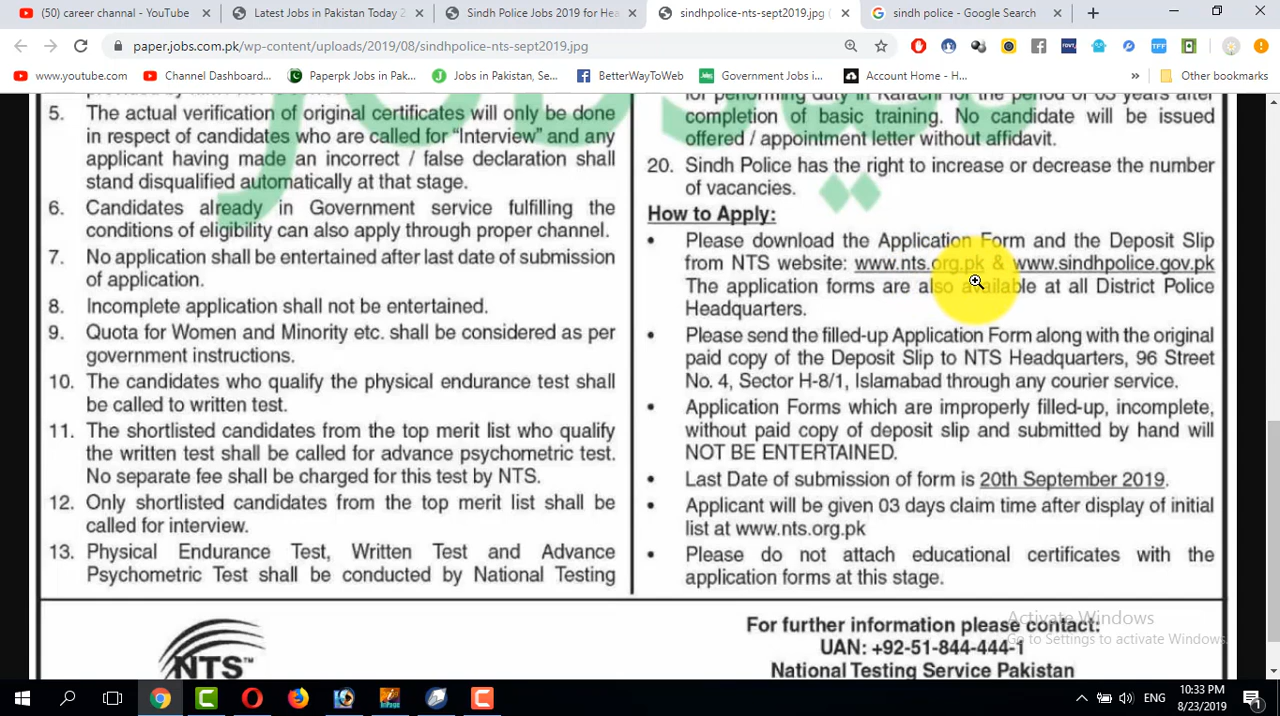 (50) career channel - YouTube
Latest Jobs in Pakistan Today 2
Sindh Police Jobs 2019 for Hea
sindhpolice-nts-sept2019.jpg (
sindh police - Google Search
paper.jobs.com.pk/wp-content/uploads/2019/08/sindhpolice-nts-sept2019.jpg
www.youtube.com
Channel Dashboard...
Paperpk Jobs in Pak...
Jobs in Pakistan, Se...
BetterWayToWeb
Government Jobs i...
Account Home - H...
»
Other bookmarks
5. The actual verification of original certificates will only be done
in respect of candidates who are called for “Interview” and any
applicant having made an incorrect / false declaration shall
stand disqualified automatically at that stage.
6. Candidates already in Government service fulfilling the
conditions of eligibility can also apply through proper channel.
7. No application shall be entertained after last date of submission
of application.
8. Incomplete application shall not be entertained.
9. Quota for Women and Minority etc. shall be considered as per
government instructions.
10. The candidates who qualify the physical endurance test shall
be called to written test.
11. The shortlisted candidates from the top merit list who qualify
the written test shall be called for advance psychometric test.
No separate fee shall be charged for this test by NTS.
12. Only shortlisted candidates from the top merit list shall be
called for interview.
13. Physical Endurance Test, Written Test and Advance
Psychometric Test shall be conducted by National Testing
for performing duty in Karachi for the period of 03 years after
completion of basic training. No candidate will be issued
offered / appointment letter without affidavit.
20. Sindh Police has the right to increase or decrease the number
of vacancies.
How to Apply:
• Please download the Application Form and the Deposit Slip
from NTS website: www.nts.org.pk & www.sindhpolice.gov.pk
The application forms are also available at all District Police
Headquarters.
• Please send the filled-up Application Form along with the original
paid copy of the Deposit Slip to NTS Headquarters, 96 Street
No. 4, Sector H-8/1, Islamabad through any courier service.
• Application Forms which are improperly filled-up, incomplete,
without paid copy of deposit slip and submitted by hand will
NOT BE ENTERTAINED.
• Last Date of submission of form is 20th September 2019.
• Applicant will be given 03 days claim time after display of initial
list at www.nts.org.pk
• Please do not attach educational certificates with the
application forms at this stage.
NTS™
For further information please contact:
UAN: +92-51-844-444-1
National Testing Service Pakistan
Activate Windows
Go to Settings to activate Windows.
ENG
10:33 PM
8/23/2019
1